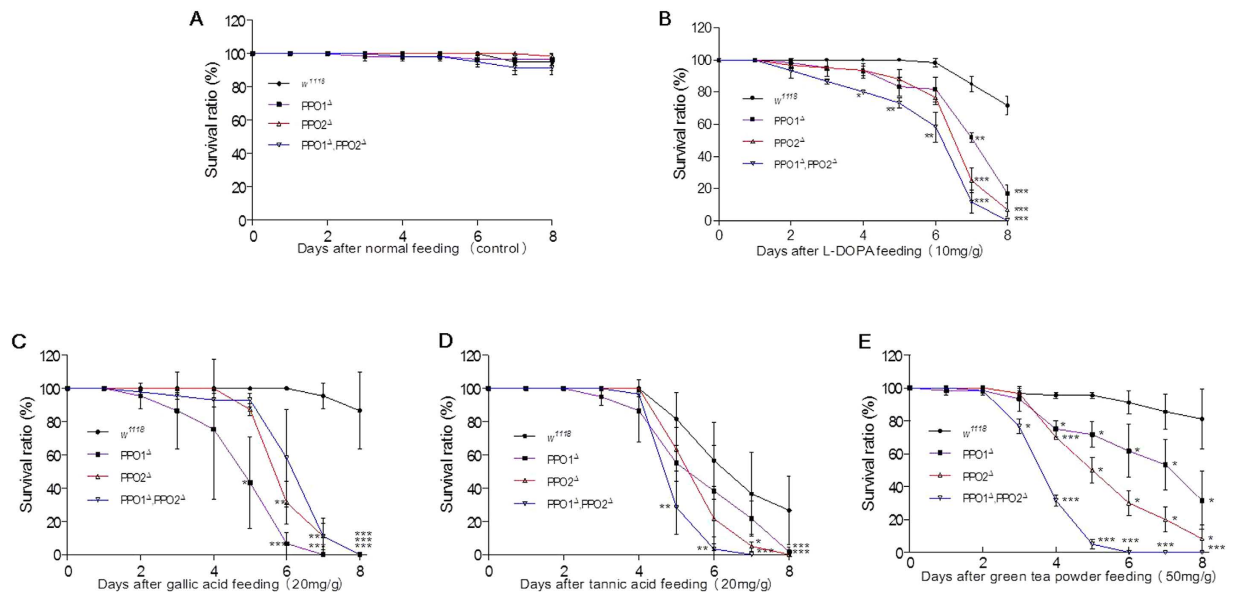 A
120
100
80
60
40
20
0
Survival ratio (%)
w1118
PPO1Δ
PPO2Δ
PPO1Δ,PPO2Δ
0 2 4 6 8
Days after normal feeding (control)
B
120
100
80
60
40
20
0
Survival ratio (%)
w1118
PPO1Δ
PPO2Δ
PPO1Δ,PPO2Δ
*
**
**
**
***
***
***
***
***
0 2 4 6 8
Days after L-DOPA feeding (10mg/g)
C
120
100
80
60
40
20
0
Survival ratio (%)
w1118
PPO1Δ
PPO2Δ
PPO1Δ,PPO2Δ
*
**
***
***
***
***
***
***
0 2 4 6 8
Days after gallic acid feeding (20mg/g)
D
120
100
80
60
40
20
0
Survival ratio (%)
w1118
PPO1Δ
PPO2Δ
PPO1Δ,PPO2Δ
**
**
*
***
***
***
0 2 4 6 8
Days after tannic acid feeding (20mg/g)
E
120
100
80
60
40
20
0
Survival ratio (%)
w1118
PPO1Δ
PPO2Δ
PPO1Δ,PPO2Δ
*
*
***
***
*
*
***
*
*
***
*
*
***
*
*
***
0 2 4 6 8
Days after green tea powder feeding (50mg/g)